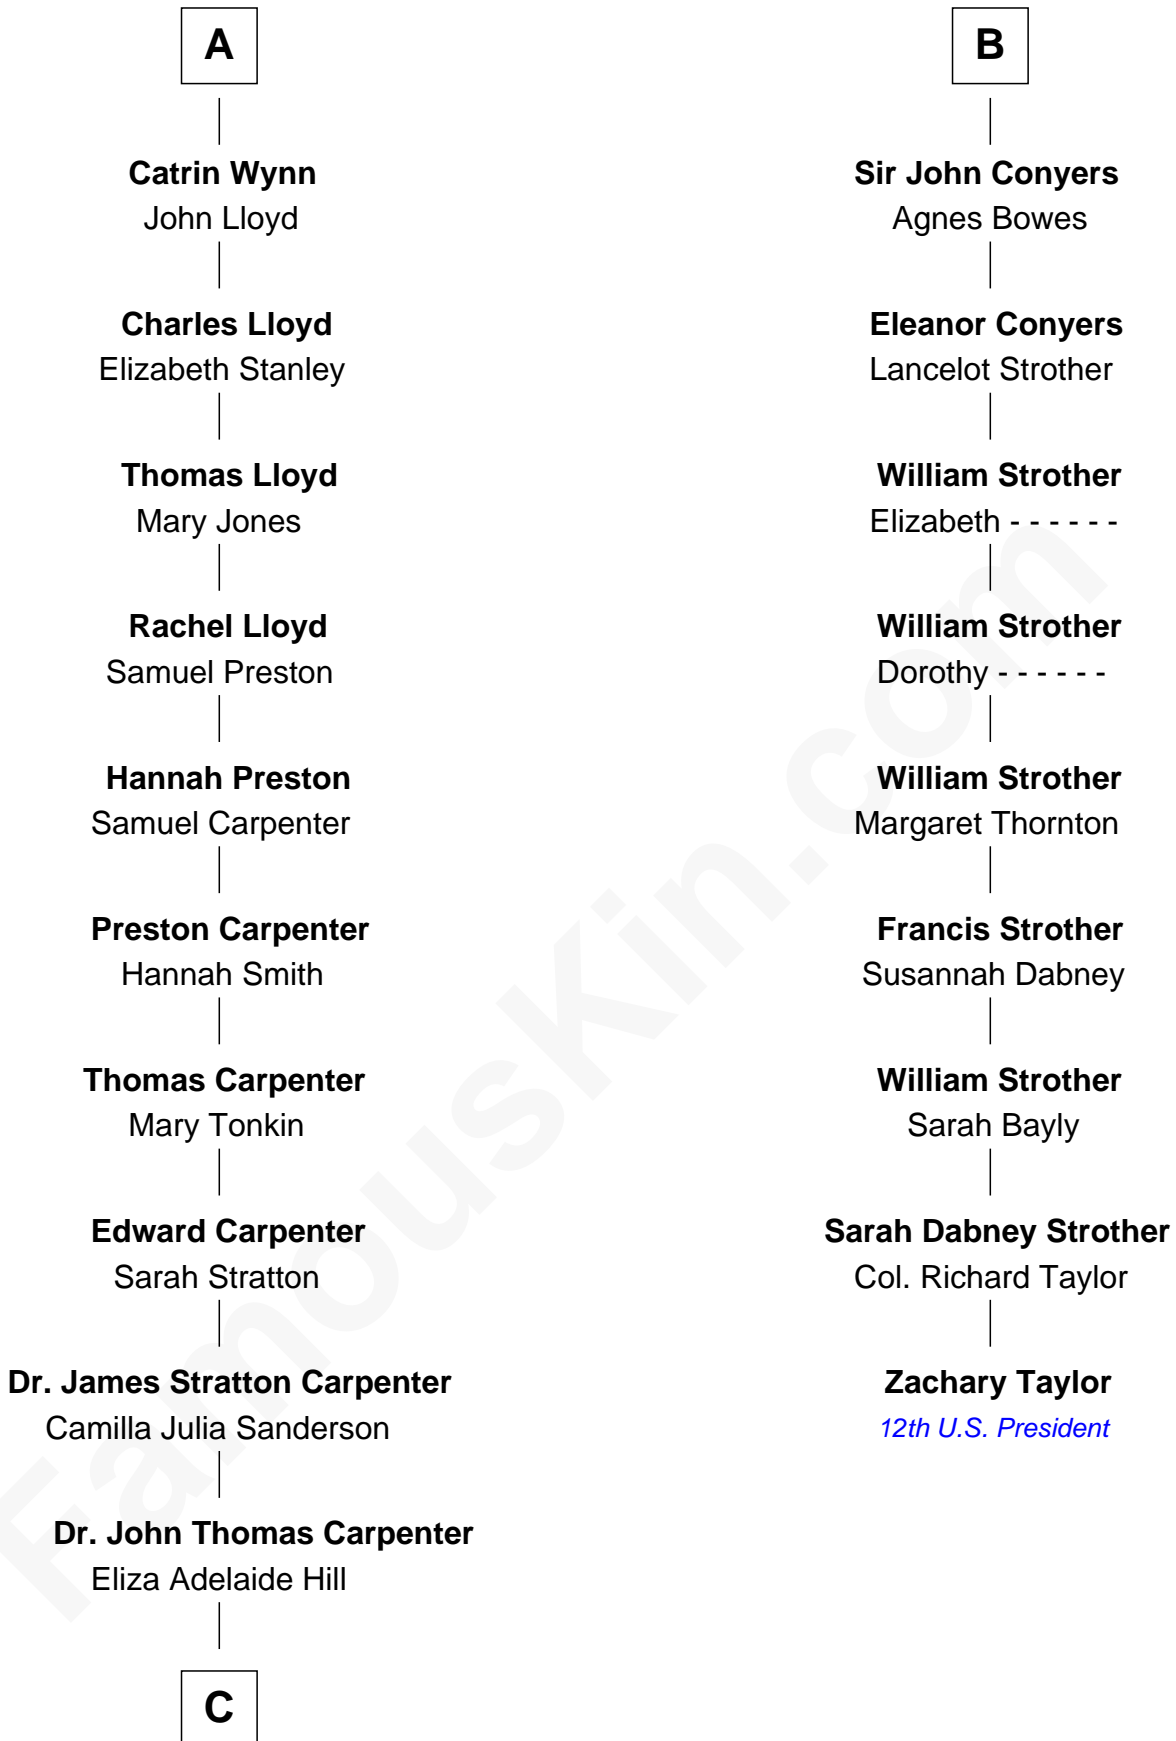 A
Catrin Wynn
John Lloyd
Charles Lloyd
Elizabeth Stanley
Thomas Lloyd
Mary Jones
Rachel Lloyd
Samuel Preston
Hannah Preston
Samuel Carpenter
Preston Carpenter
Hannah Smith
Thomas Carpenter
Mary Tonkin
Edward Carpenter
Sarah Stratton
Dr. James Stratton Carpenter
Camilla Julia Sanderson
Dr. John Thomas Carpenter
Eliza Adelaide Hill
C
B
Sir John Conyers
Agnes Bowes
Eleanor Conyers
Lancelot Strother
William Strother
Elizabeth - - - - - -
William Strother
Dorothy - - - - - -
William Strother
Margaret Thornton
Francis Strother
Susannah Dabney
William Strother
Sarah Bayly
Sarah Dabney Strother
Col. Richard Taylor
Zachary Taylor
12th U.S. President
FamousKin.com